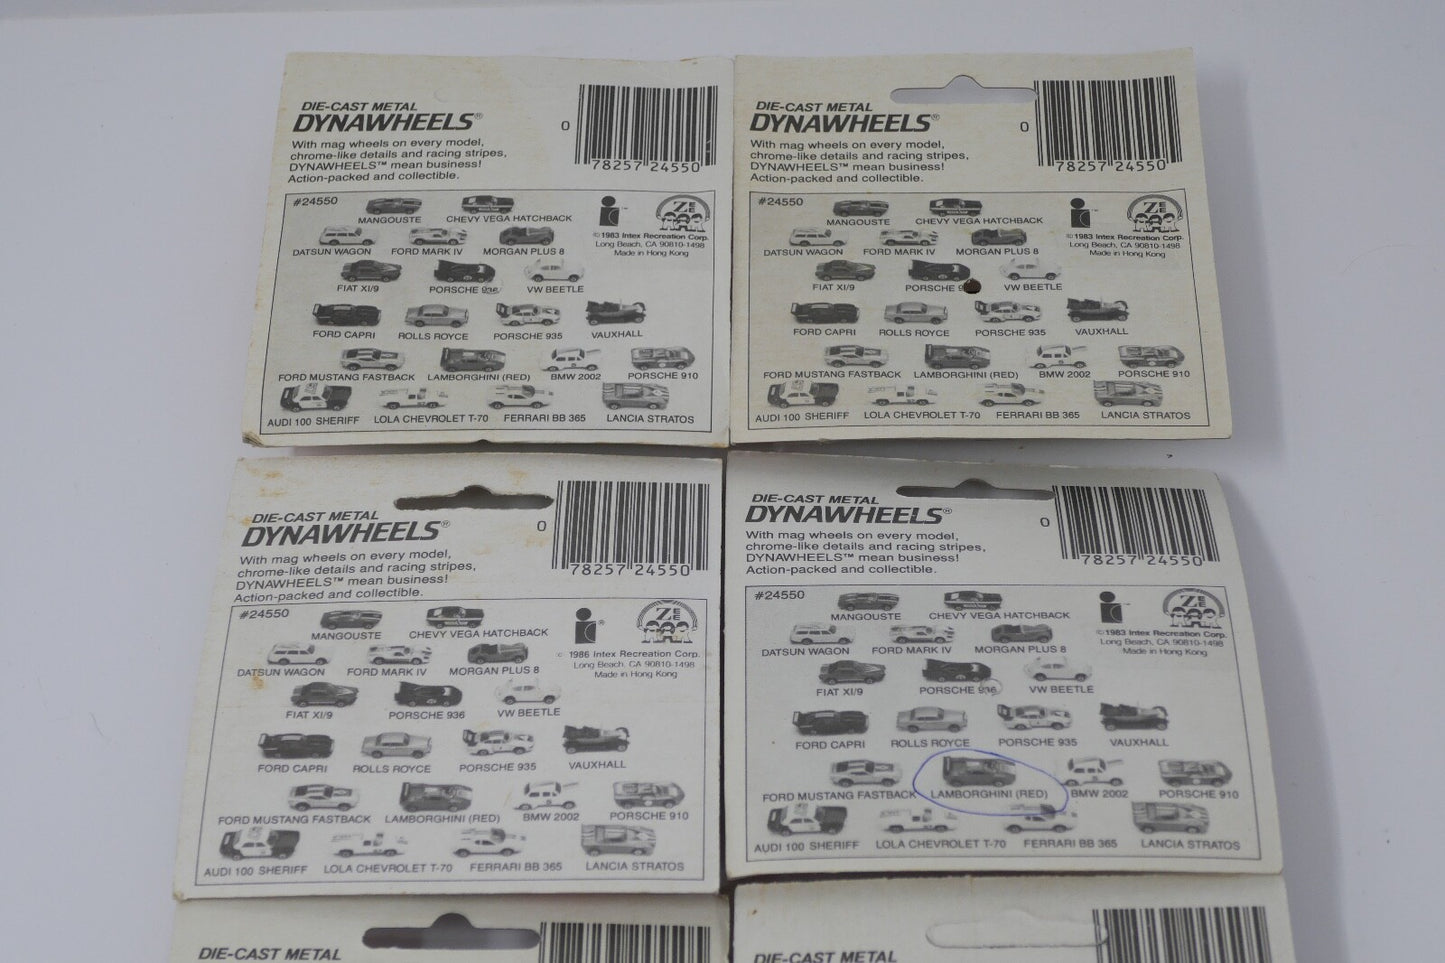 DIE-CAST METAL
DYNAWHEELS®
With mag wheels on every model,
chrome-like details and racing stripes,
DYNAWHEELS™ mean business!
Action-packed and collectible.
0 78257 24550
#24550
MANGOUSTE CHEVY VEGA HATCHBACK
ZEE
© 1983 Intex Recreation Corp.
Long Beach, CA 90810-1498
Made in Hong Kong
DATSUN WAGON FORD MARK IV MORGAN PLUS 8
FIAT XI/9 PORSCHE 936 VW BEETLE
FORD CAPRI ROLLS ROYCE PORSCHE 935 VAUXHALL
FORD MUSTANG FASTBACK LAMBORGHINI (RED) BMW 2002 PORSCHE 910
AUDI 100 SHERIFF LOLA CHEVROLET T-70 FERRARI BB 365 LANCIA STRATOS
DIE-CAST METAL
DYNAWHEELS®
With mag wheels on every model,
chrome-like details and racing stripes,
DYNAWHEELS™ mean business!
Action-packed and collectible.
0 78257 24550
#24550
MANGOUSTE CHEVY VEGA HATCHBACK
ZEE
© 1983 Intex Recreation Corp.
Long Beach, CA 90810-1498
Made in Hong Kong
DATSUN WAGON FORD MARK IV MORGAN PLUS 8
FIAT XI/9 PORSCHE 9 VW BEETLE
FORD CAPRI ROLLS ROYCE PORSCHE 935 VAUXHALL
FORD MUSTANG FASTBACK LAMBORGHINI (RED) BMW 2002 PORSCHE 910
AUDI 100 SHERIFF LOLA CHEVROLET T-70 FERRARI BB 365 LANCIA STRATOS
DIE-CAST METAL
DYNAWHEELS®
With mag wheels on every model,
chrome-like details and racing stripes,
DYNAWHEELS™ mean business!
Action-packed and collectible.
0 78257 24550
#24550
MANGOUSTE CHEVY VEGA HATCHBACK
ZEE
© 1986 Intex Recreation Corp.
Long Beach, CA 90810-1498
Made in Hong Kong
DATSUN WAGON FORD MARK IV MORGAN PLUS 8
FIAT XI/9 PORSCHE 936 VW BEETLE
FORD CAPRI ROLLS ROYCE PORSCHE 935 VAUXHALL
FORD MUSTANG FASTBACK LAMBORGHINI (RED) BMW 2002 PORSCHE 910
AUDI 100 SHERIFF LOLA CHEVROLET T-70 FERRARI BB 365 LANCIA STRATOS
DIE-CAST METAL
DYNAWHEELS®
With mag wheels on every model,
chrome-like details and racing stripes,
DYNAWHEELS™ mean business!
Action-packed and collectible.
0 78257 24550
#24550
MANGOUSTE CHEVY VEGA HATCHBACK
ZEE
© 1983 Intex Recreation Corp.
Long Beach, CA 90810-1498
Made in Hong Kong
DATSUN WAGON FORD MARK IV MORGAN PLUS 8
FIAT XI/9 PORSCHE 936 VW BEETLE
FORD CAPRI ROLLS ROYCE PORSCHE 935 VAUXHALL
FORD MUSTANG FASTBACK LAMBORGHINI (RED) BMW 2002 PORSCHE 910
AUDI 100 SHERIFF LOLA CHEVROLET T-70 FERRARI BB 365 LANCIA STRATOS
DIE-CAST METAL
DIE-CAST METAL